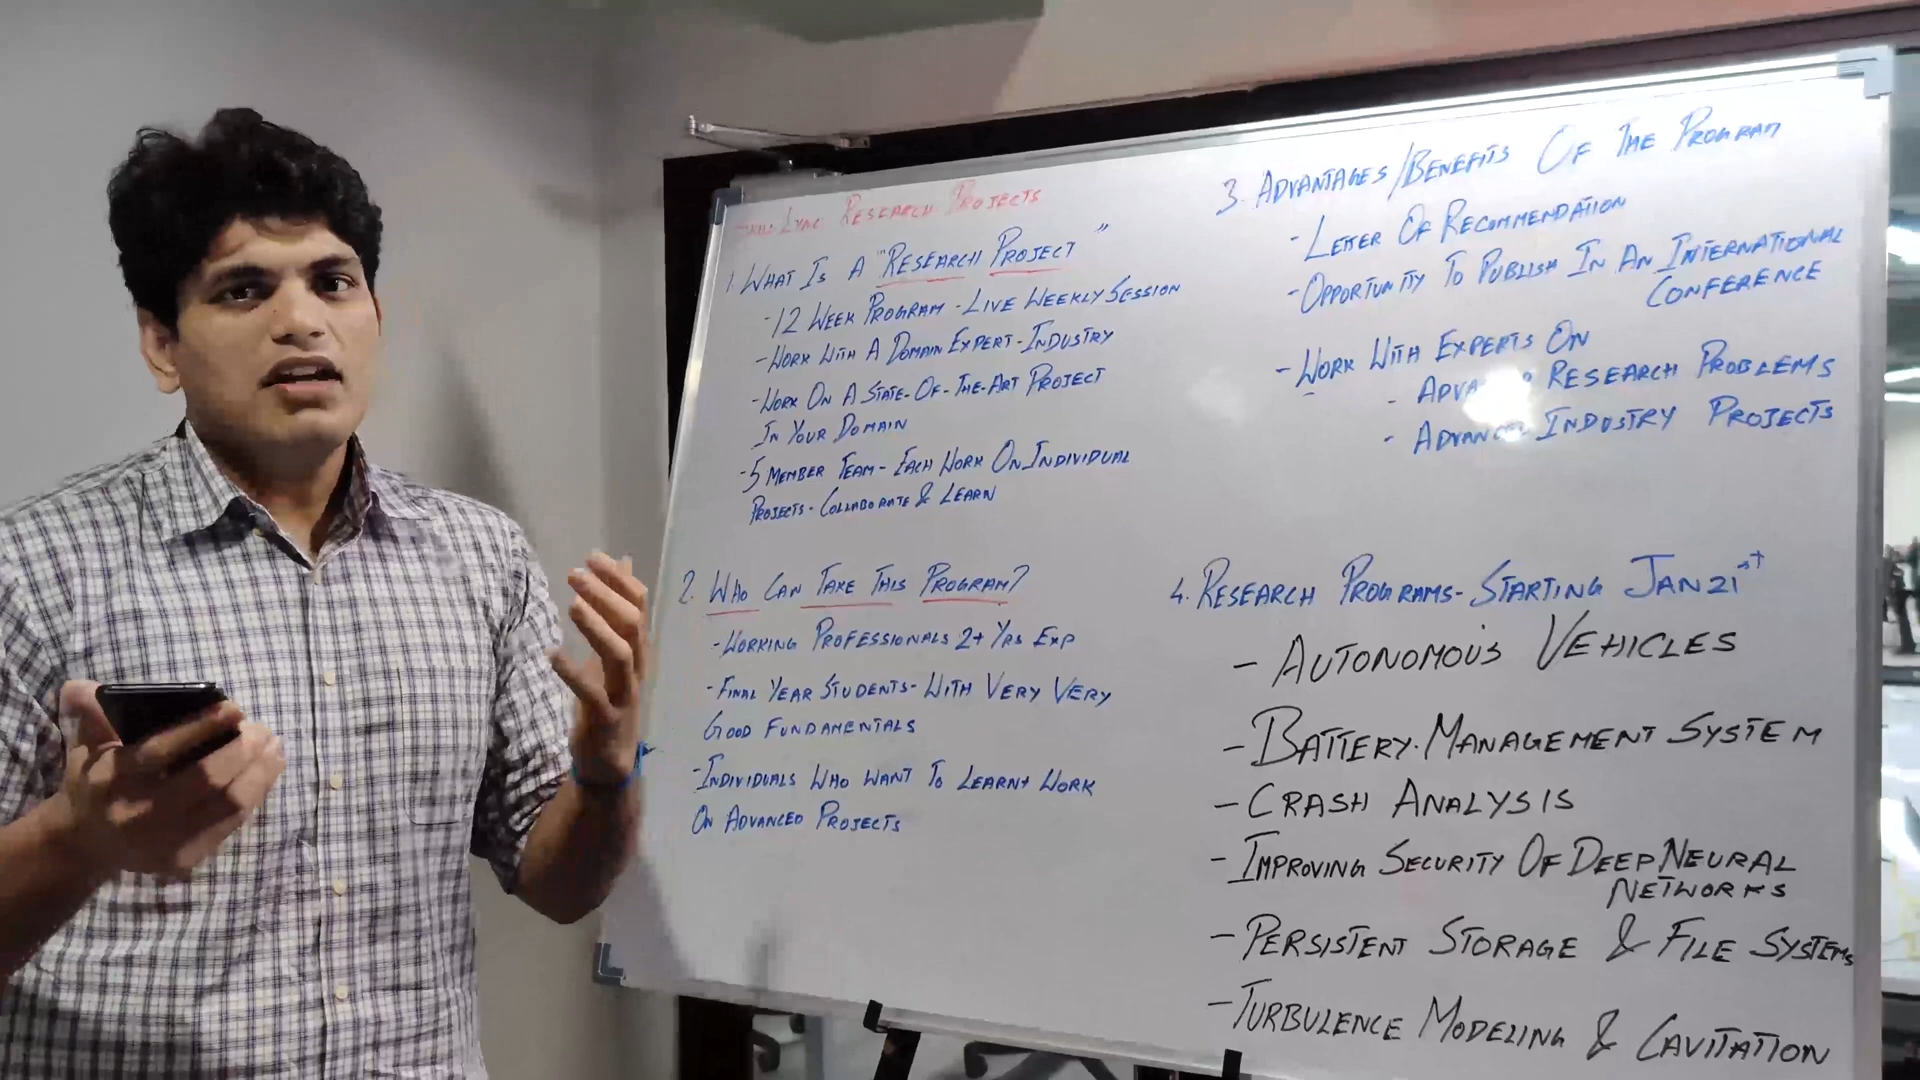 Skill-Lync Research Projects
1. What Is A "Research Project"
- 12 Week Program - Live Weekly Session
- Work With A Domain Expert - Industry
- Work On A State-Of-The-Art Project
In Your Domain
- 5 Member Team - Each Work On Individual
Projects - Collaborate & Learn
2. Who Can Take This Program?
- Working Professionals 2+ Yrs Exp
- Final Year Students - With Very Very
Good Fundamentals
- Individuals Who Want To Learn + Work
On Advanced Projects
3. Advantages/Benefits Of The Program
- Letter Of Recommendation
- Opportunity To Publish In An International
Conference
- Work With Experts On
- Research Problems
- Industry Projects
4. Research Programs - Starting Jan 21st
- Autonomous Vehicles
- Battery Management System
- Crash Analysis
- Improving Security Of Deep Neural
Networks
- Persistent Storage & File Systems
- Turbulence Modeling & Cavitation